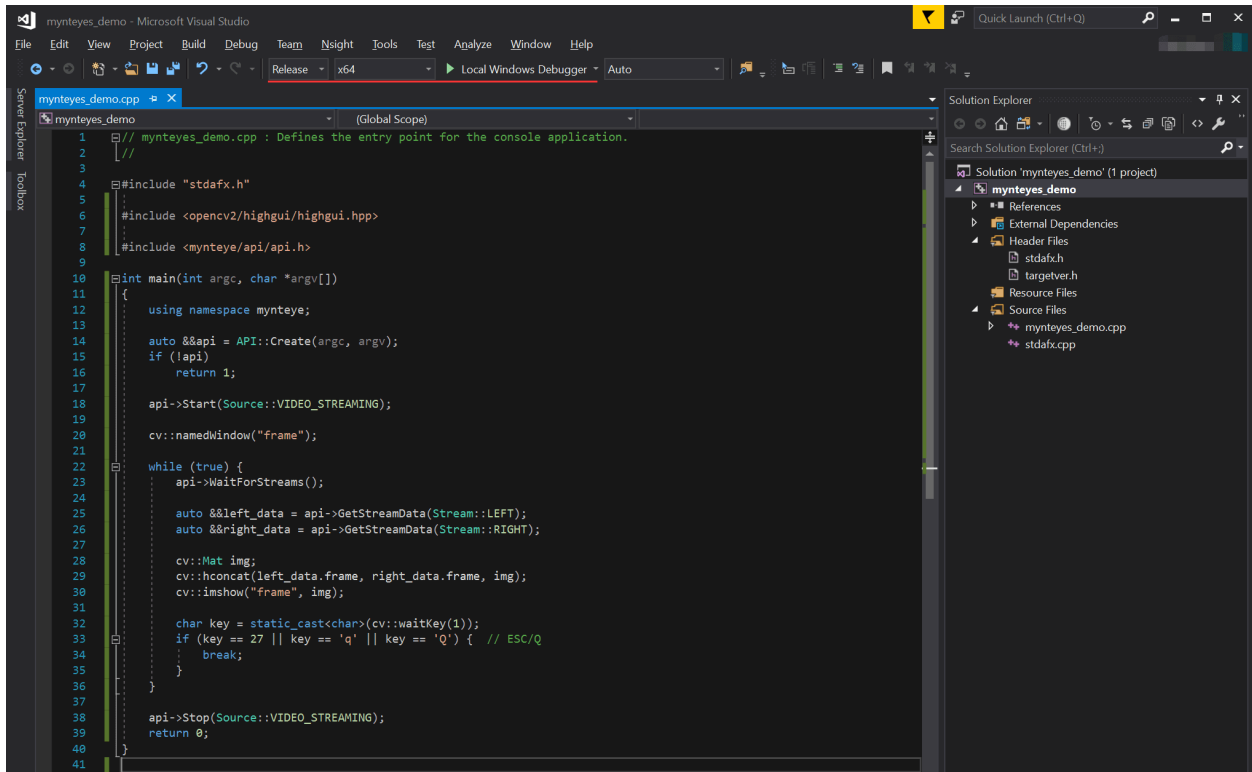 mynteyes_demo - Microsoft Visual Studio
Quick Launch (Ctrl+Q)
File Edit View Project Build Debug Team Nsight Tools Test Analyze Window Help
Release x64 Local Windows Debugger Auto
Server Explorer
Toolbox
mynteyes_demo.cpp
mynteyes_demo (Global Scope)
1 // mynteyes_demo.cpp : Defines the entry point for the console application.
2 //
3
4 #include "stdafx.h"
5
6 #include <opencv2/highgui/highgui.hpp>
7
8 #include <mynteye/api/api.h>
9
10 int main(int argc, char *argv[])
11 {
12 using namespace mynteye;
13
14 auto &&api = API::Create(argc, argv);
15 if (!api)
16 return 1;
17
18 api->Start(Source::VIDEO_STREAMING);
19
20 cv::namedWindow("frame");
21
22 while (true) {
23 api->WaitForStreams();
24
25 auto &&left_data = api->GetStreamData(Stream::LEFT);
26 auto &&right_data = api->GetStreamData(Stream::RIGHT);
27
28 cv::Mat img;
29 cv::hconcat(left_data.frame, right_data.frame, img);
30 cv::imshow("frame", img);
31
32 char key = static_cast<char>(cv::waitKey(1));
33 if (key == 27 || key == 'q' || key == 'Q') { // ESC/Q
34 break;
35 }
36 }
37
38 api->Stop(Source::VIDEO_STREAMING);
39 return 0;
40 }
41
Solution Explorer
Search Solution Explorer (Ctrl+;)
Solution 'mynteyes_demo' (1 project)
mynteyes_demo
References
External Dependencies
Header Files
stdafx.h
targetver.h
Resource Files
Source Files
mynteyes_demo.cpp
stdafx.cpp